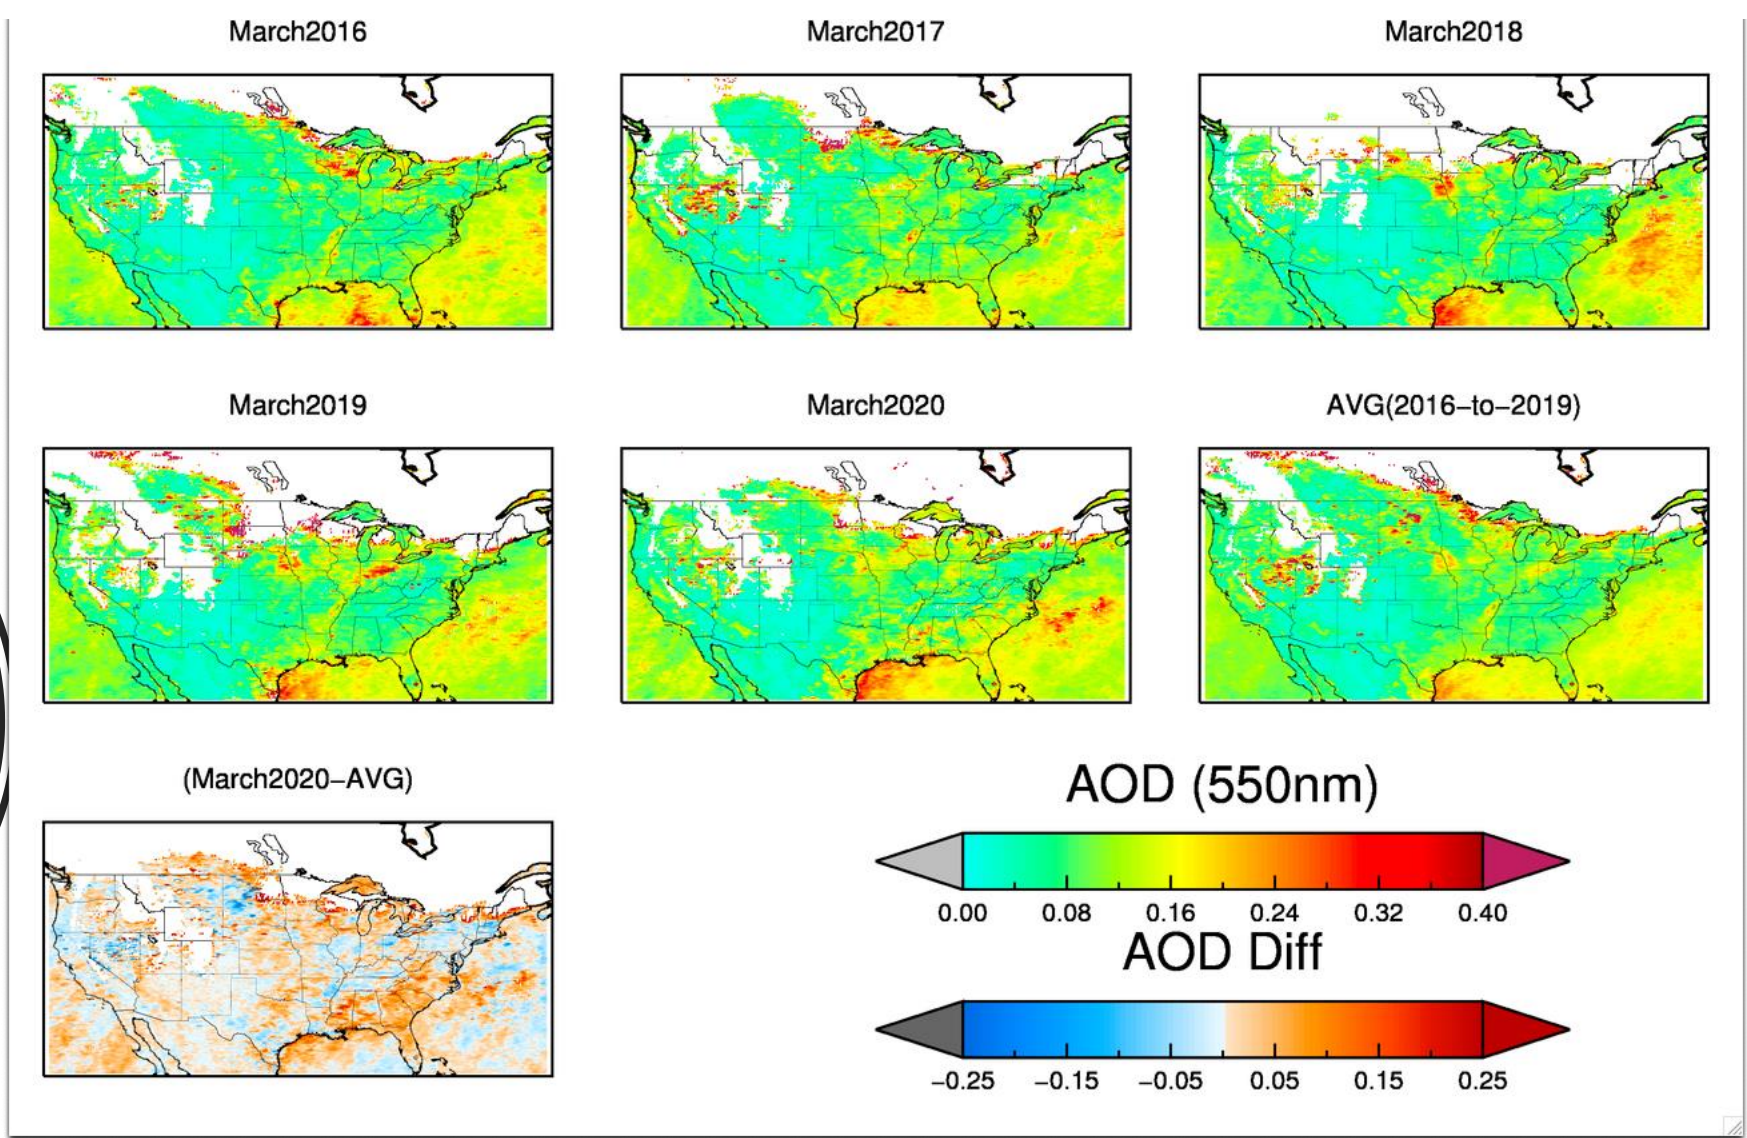 March2016
March2017
March2018
March2019
March2020
AVG(2016−to−2019)
(March2020−AVG)
AOD (550nm)
0.00 0.08 0.16 0.24 0.32 0.40
AOD Diff
−0.25 −0.15 −0.05 0.05 0.15 0.25